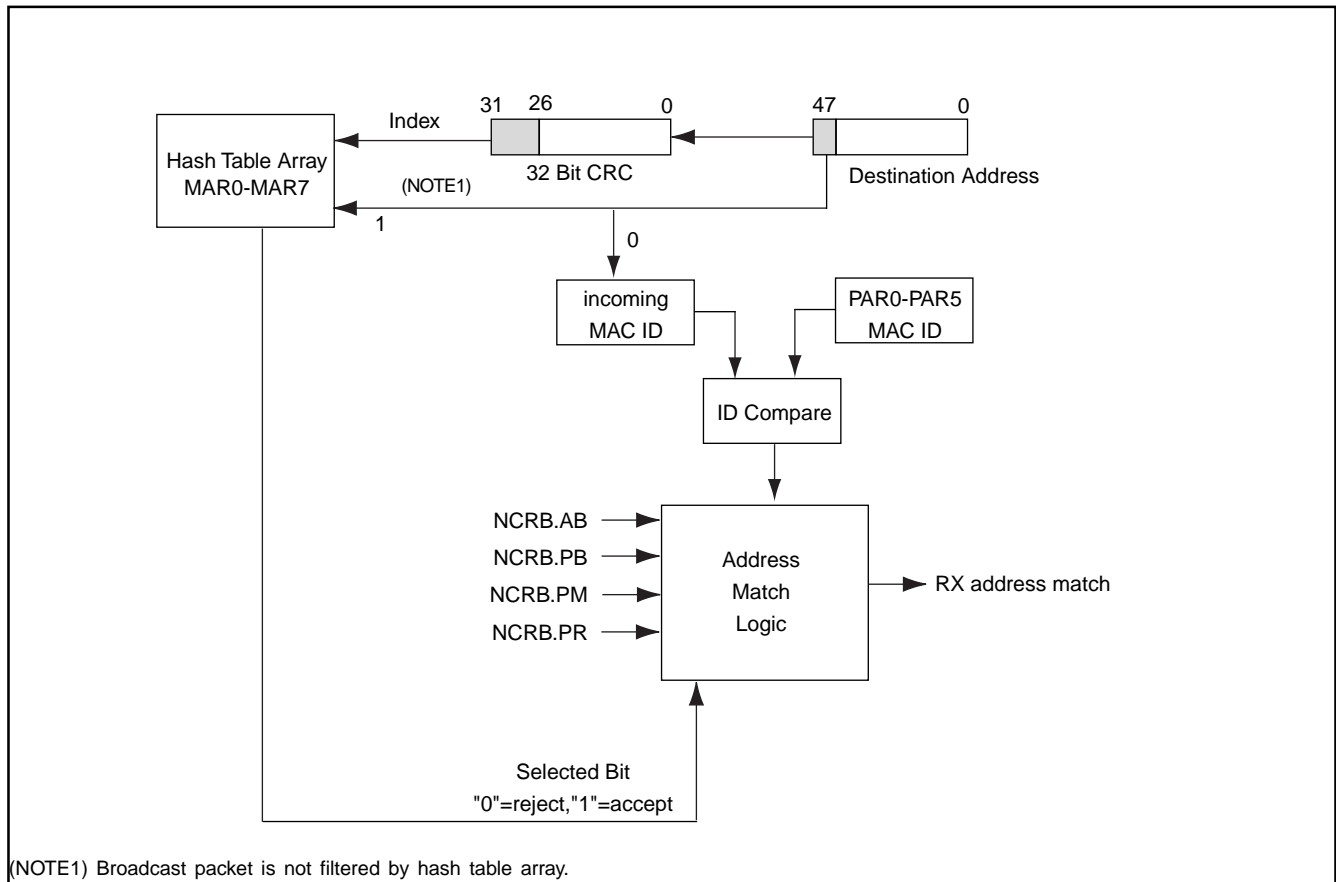 31 26 0 47 0
Index
Hash Table Array
MAR0-MAR7
32 Bit CRC
Destination Address
(NOTE1)
1
0
incoming
MAC ID
PAR0-PAR5
MAC ID
ID Compare
NCRB.AB
NCRB.PB
NCRB.PM
NCRB.PR
Address
Match
Logic
RX address match
Selected Bit
"0"=reject,"1"=accept
(NOTE1) Broadcast packet is not filtered by hash table array.